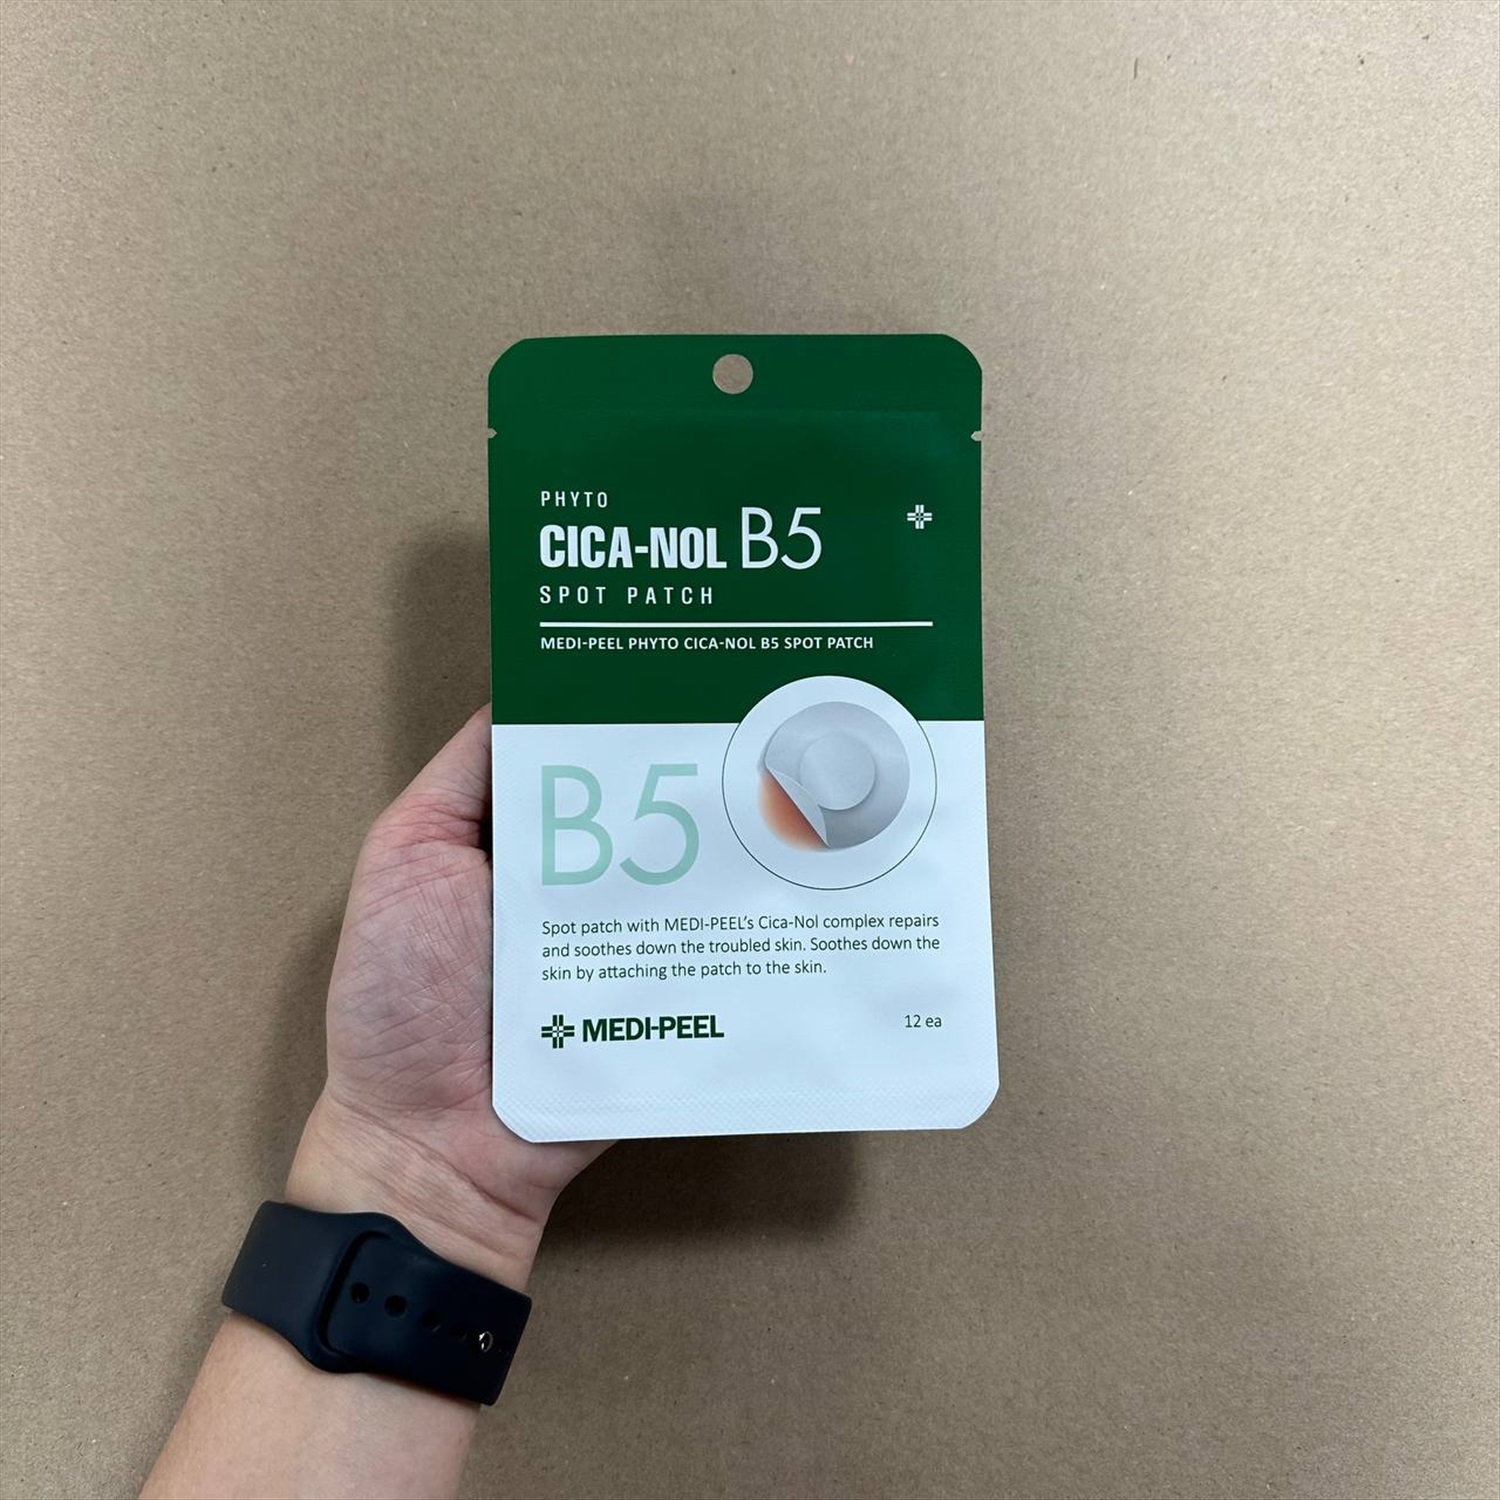 PHYTO
CICA-NOL B5
SPOT PATCH
MEDI-PEEL PHYTO CICA-NOL B5 SPOT PATCH
B5
Spot patch with MEDI-PEEL's Cica-Nol complex repairs
and soothes down the troubled skin. Soothes down the
skin by attaching the patch to the skin.
MEDI-PEEL
12 ea